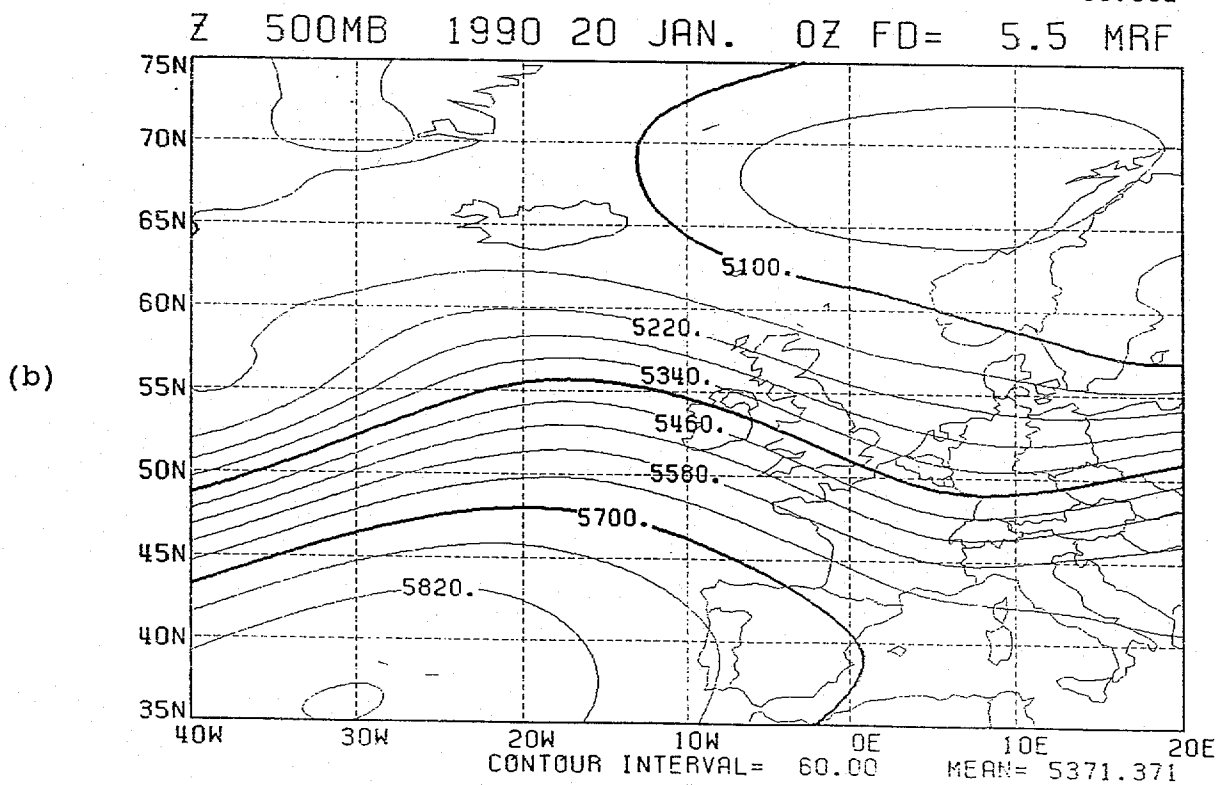 Z 500MB 1990 20 JAN. 0Z FD= 5.5 MRF
75N
70N
65N
5100.
60N
5220.
(b)
55N
5340.
5460.
50N
5580.
5700.
45N
5820.
40N
35N
40W 30W 20W 10W 0E 10E 20E
CONTOUR INTERVAL= 60.00 MEAN= 5371.371